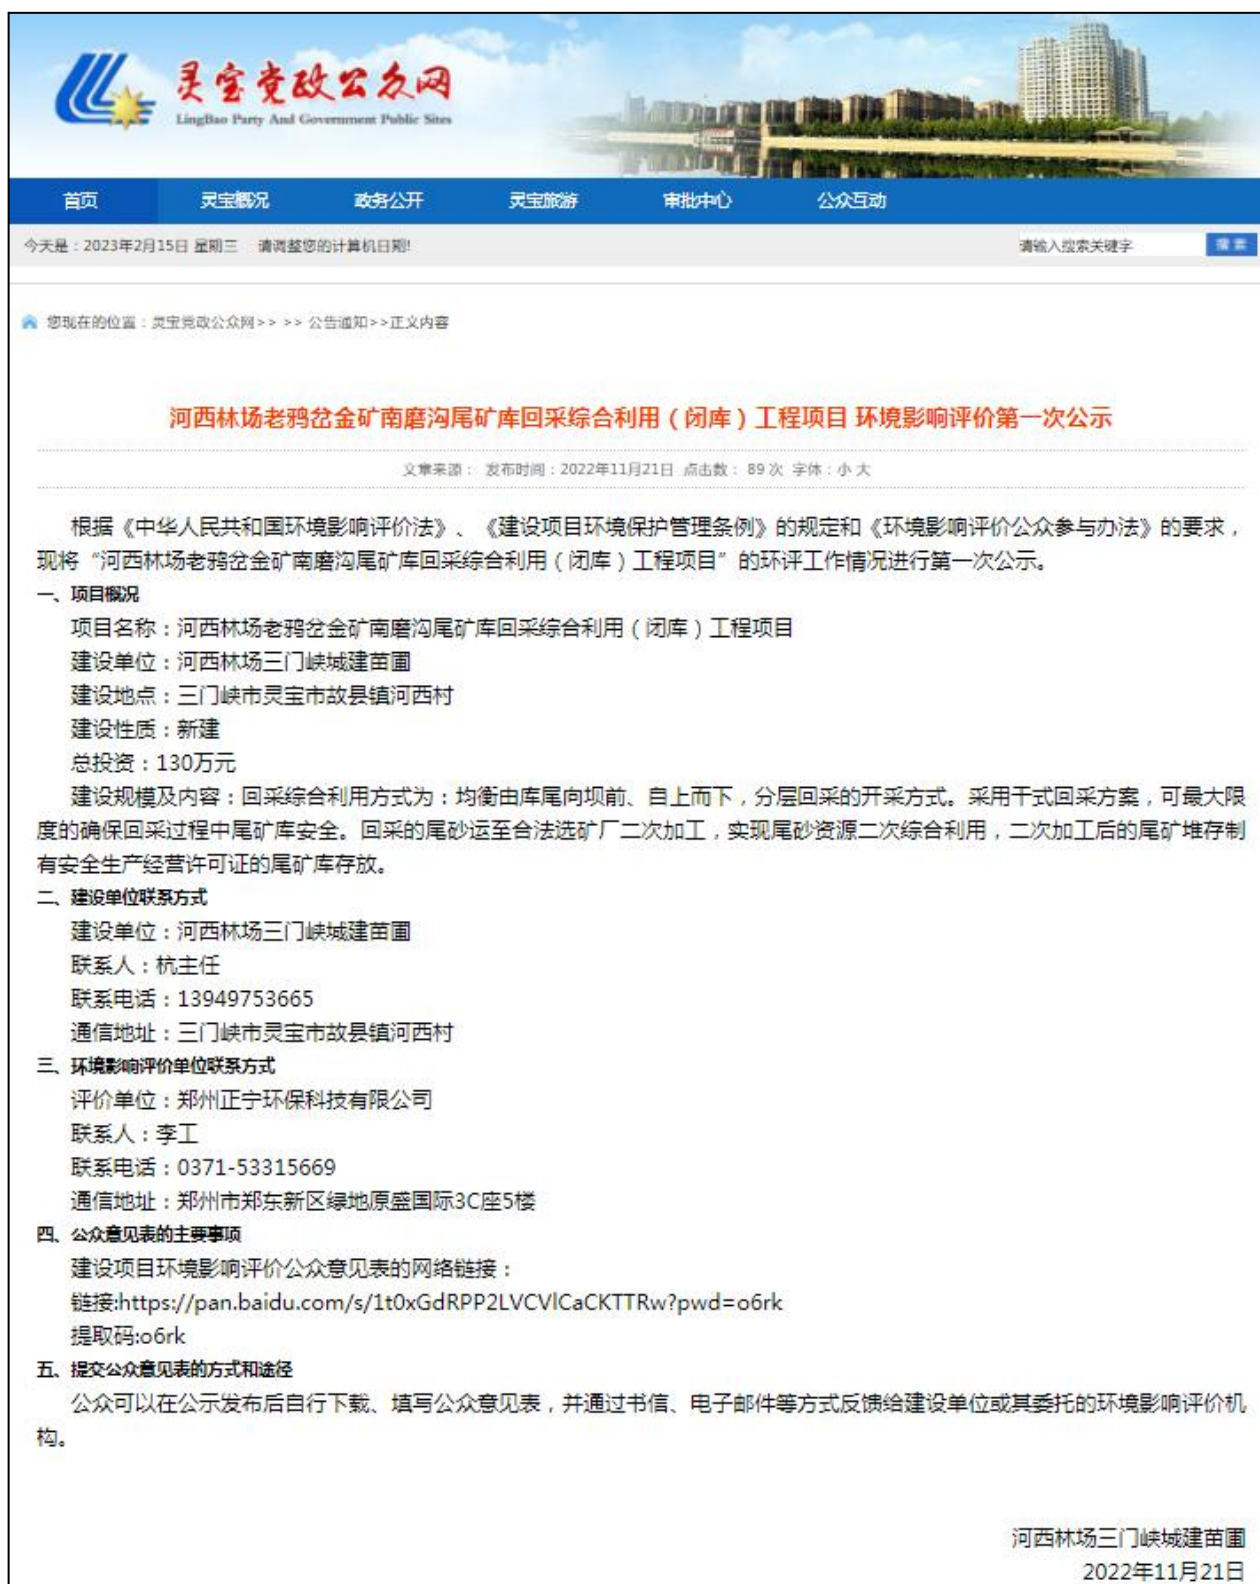 灵宝党政公众网
LingBao Party And Government Public Sites
首页 灵宝概况 政务公开 灵宝旅游 审批中心 公众互动
今天是：2023年2月15日 星期三 请调整您的计算机日期! 请输入搜索关键字 搜索
您现在的位置：灵宝党政公众网>> >> 公告通知>>正义内容
河西林场老鸦岔金矿南磨沟尾矿库回采综合利用（闭库）工程项目 环境影响评价第一次公示
文章来源： 发布时间：2022年11月21日 点击数： 89 次 字体：小 大
根据《中华人民共和国环境影响评价法》、《建设项目环境保护管理条例》的规定和《环境影响评价公众参与办法》的要求，
现将“河西林场老鸦岔金矿南磨沟尾矿库回采综合利用（闭库）工程项目”的环评工作情况进行第一次公示。
一、项目概况
项目名称：河西林场老鸦岔金矿南磨沟尾矿库回采综合利用（闭库）工程项目
建设单位：河西林场三门峡城建苗圃
建设地点：三门峡市灵宝市故县镇河西村
建设性质：新建
总投资：130万元
建设规模及内容：回采综合利用方式为：均衡由库尾向坝前、自上而下，分层回采的开采方式。采用干式回采方案，可最大限
度的确保回采过程中尾矿库安全。回采的尾砂运至合法选矿厂二次加工，实现尾砂资源二次综合利用，二次加工后的尾矿堆存制
有安全生产经营许可证的尾矿库存放。
二、建设单位联系方式
建设单位：河西林场三门峡城建苗圃
联系人：杭主任
联系电话：13949753665
通信地址：三门峡市灵宝市故县镇河西村
三、环境影响评价单位联系方式
评价单位：郑州正宁环保科技有限公司
联系人：李工
联系电话：0371-53315669
通信地址：郑州市郑东新区绿地原盛国际3C座5楼
四、公众意见表的主要事项
建设项目环境影响评价公众意见表的网络链接：
链接:https://pan.baidu.com/s/1t0xGdRPP2LVCVlCaCKTTRw?pwd=o6rk
提取码:o6rk
五、提交公众意见表的方式和途径
公众可以在公示发布后自行下载、填写公众意见表，并通过书信、电子邮件等方式反馈给建设单位或其委托的环境影响评价机
构。
河西林场三门峡城建苗圃
2022年11月21日